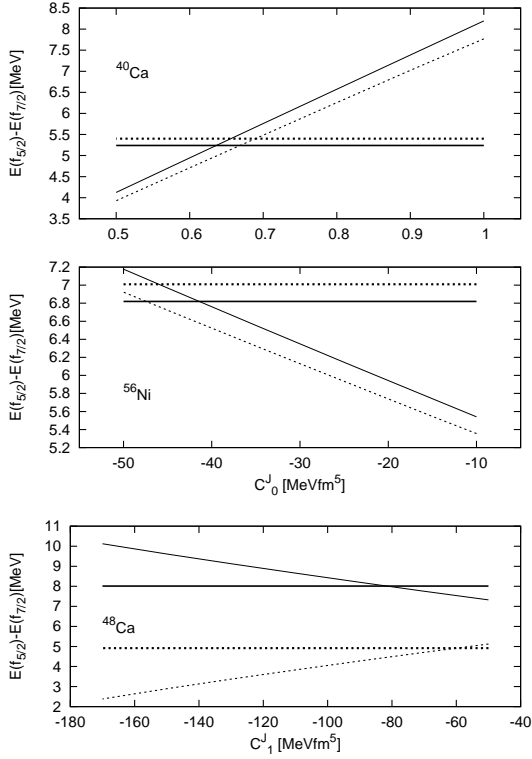 8.5
8
7.5
7
6.5
6
5.5
5
4.5
4
3.5
E(f5/2)-E(f7/2)[MeV]
40Ca
0.5 0.6 0.7 0.8 0.9 1
7.2
7
6.8
6.6
6.4
6.2
6
5.8
5.6
5.4
5.2
E(f5/2)-E(f7/2)[MeV]
56Ni
-50 -40 -30 -20 -10
CJ0 [MeVfm5]
11
10
9
8
7
6
5
4
3
2
E(f5/2)-E(f7/2)[MeV]
48Ca
-180 -160 -140 -120 -100 -80 -60 -40
CJ1 [MeVfm5]